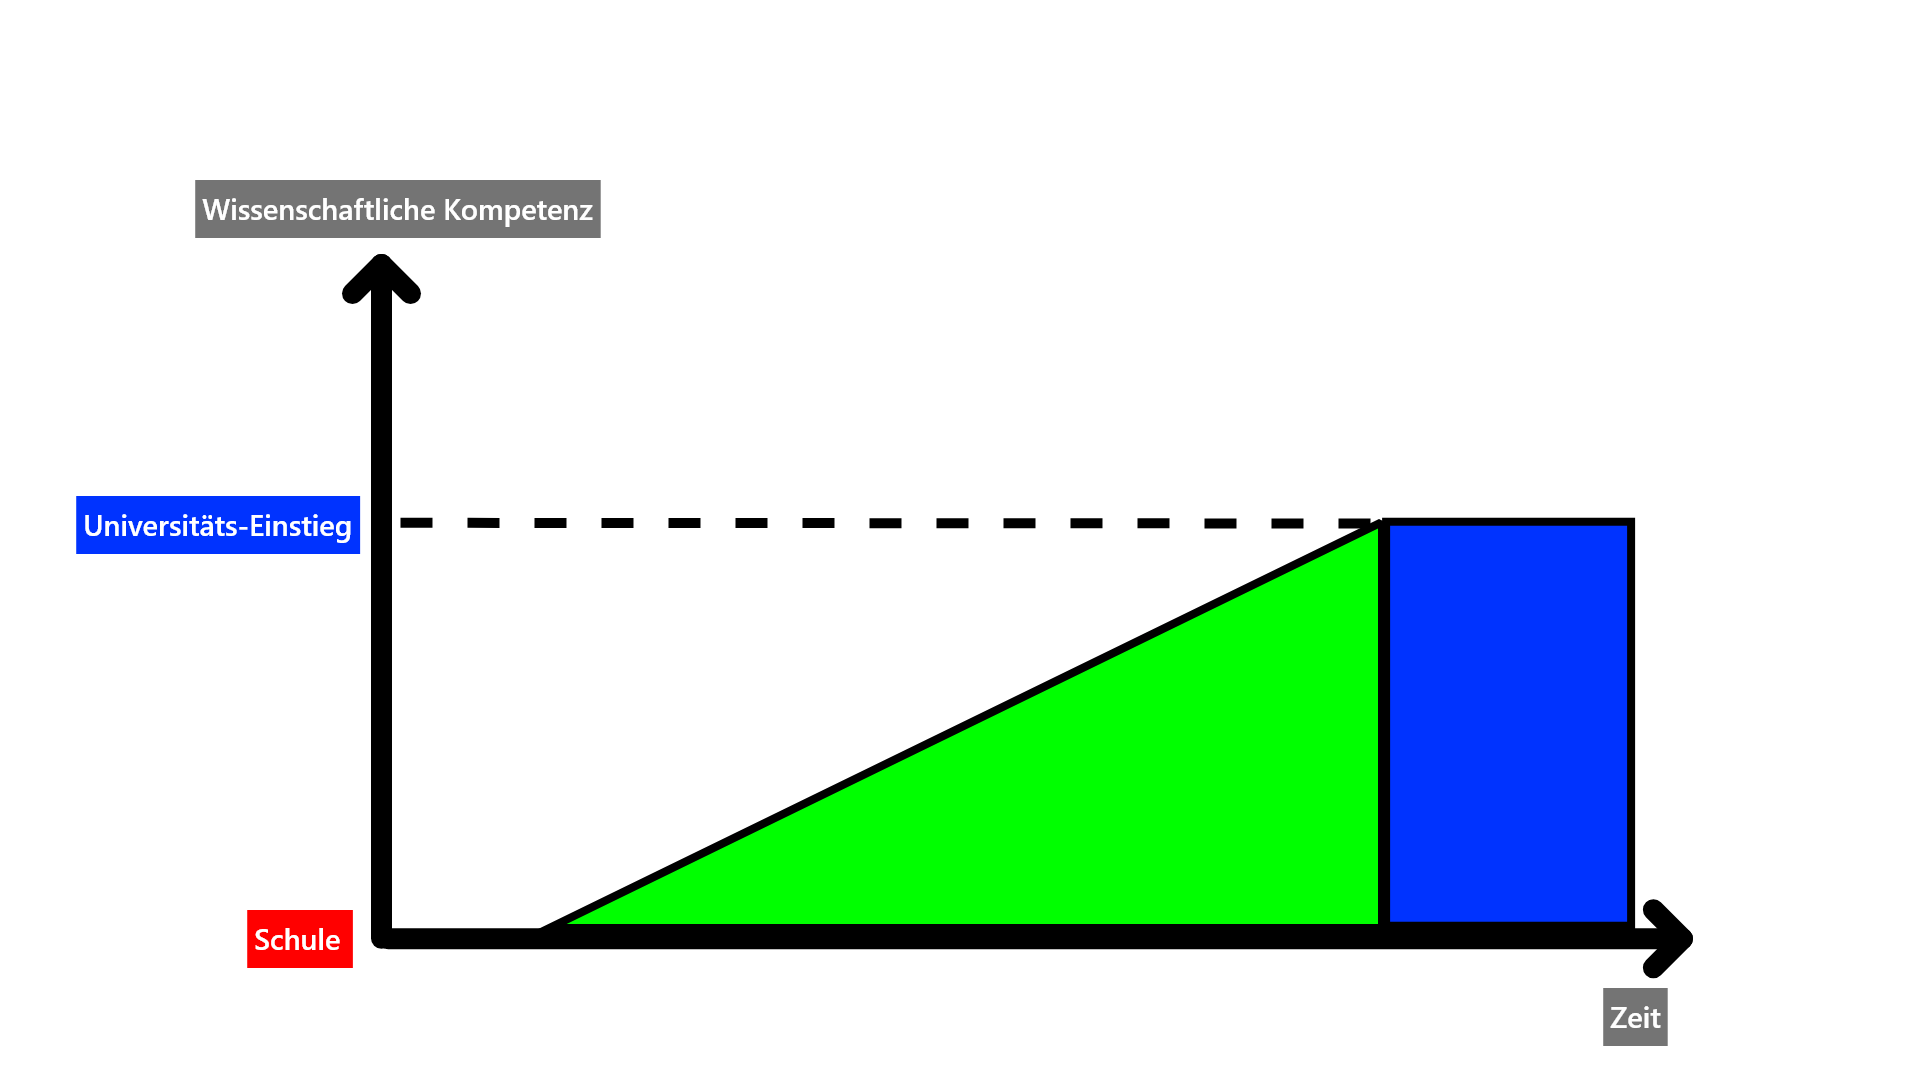 Wissenschaftliche Kompetenz
Universitäts-Einstieg
Schule
Zeit